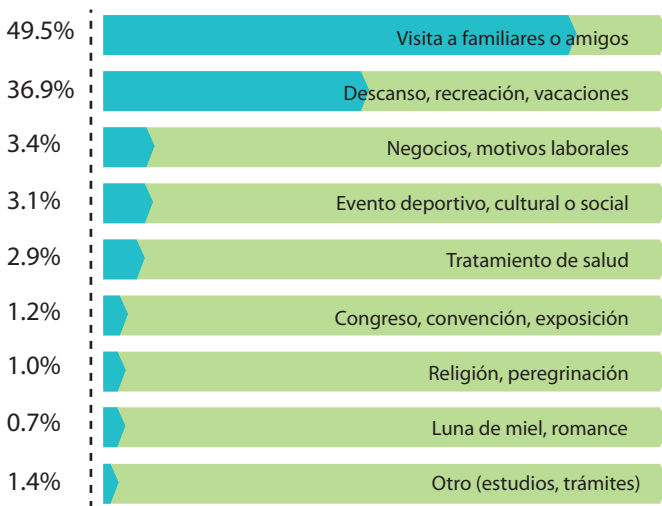 49.5% Visita a familiares o amigos
36.9% Descanso, recreación, vacaciones
3.4% Negocios, motivos laborales
3.1% Evento deportivo, cultural o social
2.9% Tratamiento de salud
1.2% Congreso, convención, exposición
1.0% Religión, peregrinación
0.7% Luna de miel, romance
1.4% Otro (estudios, trámites)